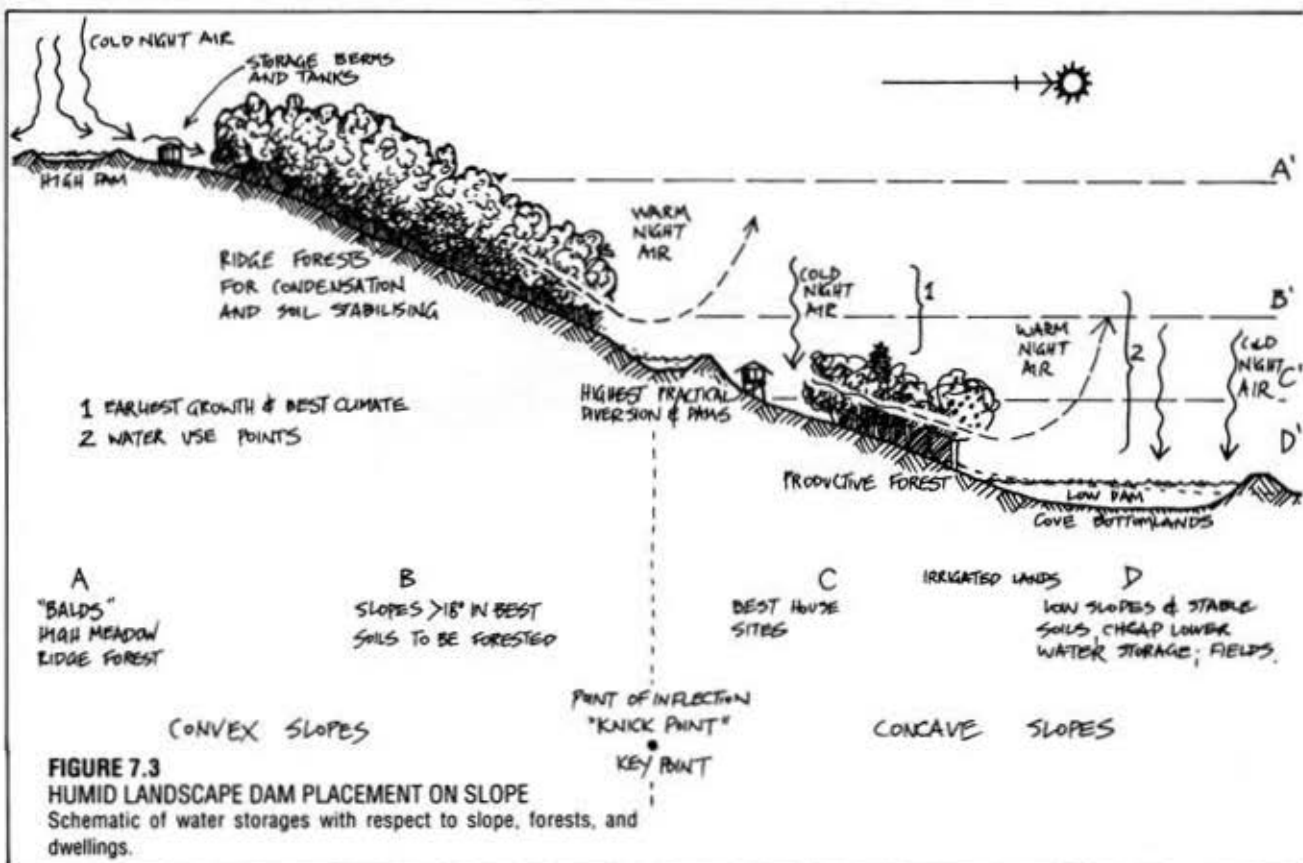 COLD NIGHT AIR
STORAGE BERMS
AND TANKS
HIGH DAM
A'
WARM
NIGHT
AIR
RIDGE FORESTS
FOR CONDENSATION
AND SOIL STABILISING
COLD
NIGHT
AIR
1
B'
WARM
NIGHT
AIR
2
COLD
NIGHT
AIR
C'
1 EARLIEST GROWTH & BEST CLIMATE
2 WATER USE POINTS
HIGHEST PRACTICAL
DIVERSION & DAMS
D'
PRODUCTIVE FOREST
LOW DAM
COVE BOTTOMLANDS
A
"BALDS"
HIGH MEADOW
RIDGE FOREST
B
SLOPES >18° IN BEST
SOILS TO BE FORESTED
C
BEST HOUSE
SITES
IRRIGATED LANDS
D
LOW SLOPES & STABLE
SOILS, CHEAP LOWER
WATER STORAGE; FIELDS.
CONVEX SLOPES
POINT OF INFLECTION
"KNICK POINT"
KEY POINT
CONCAVE SLOPES
FIGURE 7.3
HUMID LANDSCAPE DAM PLACEMENT ON SLOPE
Schematic of water storages with respect to slope, forests, and
dwellings.